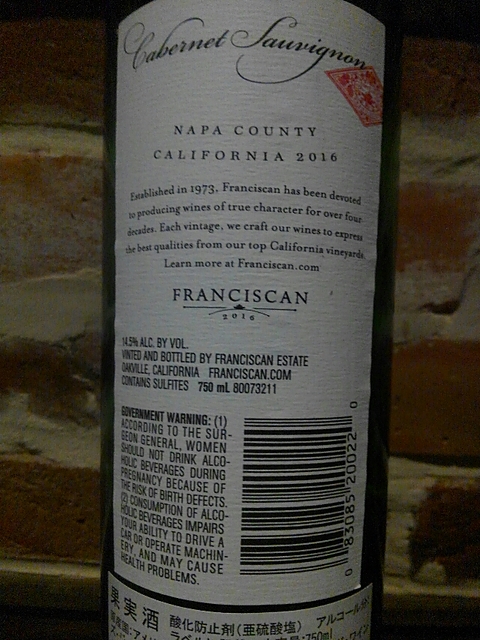 Cabernet Sauvignon
NAPA COUNTY
CALIFORNIA 2016
Established in 1973, Franciscan has been devoted
to producing wines of true character for over four
decades. Each vintage, we craft our wines to express
the best qualities from our top California vineyards.
Learn more at Franciscan.com
FRANCISCAN
2016
14.5% ALC. BY VOL.
VINTED AND BOTTLED BY FRANCISCAN ESTATE
OAKVILLE, CALIFORNIA FRANCISCAN.COM
CONTAINS SULFITES 750 mL 80073211
GOVERNMENT WARNING: (1)
ACCORDING TO THE SUR-
GEON GENERAL, WOMEN
SHOULD NOT DRINK ALCO-
HOLIC BEVERAGES DURING
PREGNANCY BECAUSE OF
THE RISK OF BIRTH DEFECTS.
(2) CONSUMPTION OF ALCO-
HOLIC BEVERAGES IMPAIRS
YOUR ABILITY TO DRIVE A
CAR OR OPERATE MACHIN-
ERY, AND MAY CAUSE
HEALTH PROBLEMS.
0 83085 20022 0
果実酒 酸化防止剤(亜硫酸塩) アルコール分
750ml ワイン